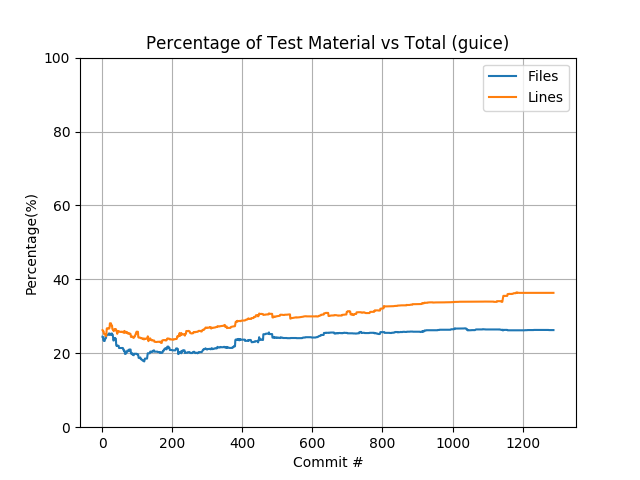 Percentage of Test Material vs Total (guice)
Files
Lines
Percentage(%)
100
80
60
40
20
0
0 200 400 600 800 1000 1200
Commit #